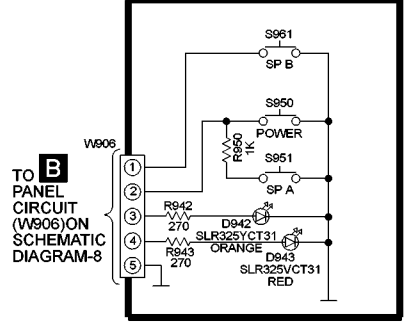 S961
SP B
S950
POWER
R950
1K
S951
SP A
W906
1
2
3
4
5
TO B
PANEL
CIRCUIT
(W906)ON
SCHEMATIC
DIAGRAM-8
R942
270
D942
SLR325YCT31
ORANGE
R943
270
D943
SLR325VCT31
RED